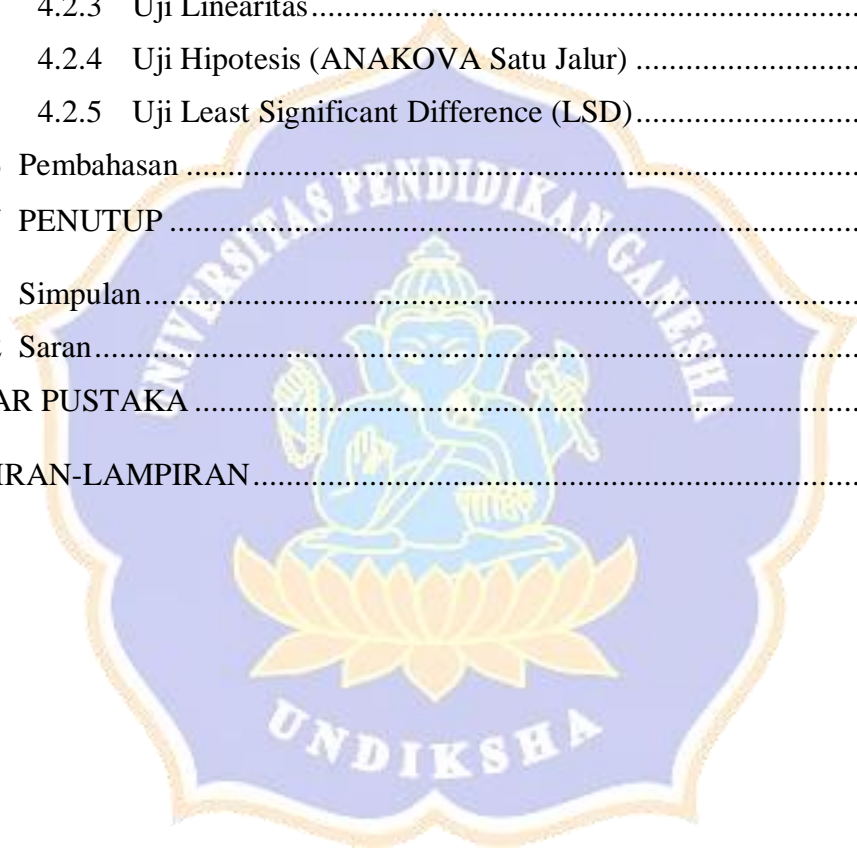 4.2.3 Uji Linearitas
4.2.4 Uji Hipotesis (ANAKOVA Satu Jalur)
4.2.5 Uji Least Significant Difference (LSD)
Pembahasan
PENUTUP
Simpulan
Saran
AR PUSTAKA
IRAN-LAMPIRAN
UNIVERSITAS PENDIDIKAN GANESHA
UNDIKSHA